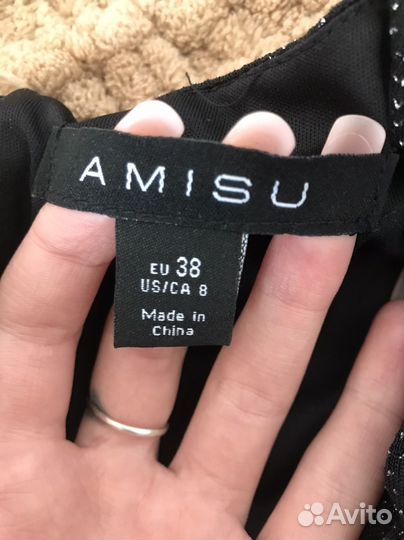 AMISU
EU 38
US/CA 8
Made in
China
Avito